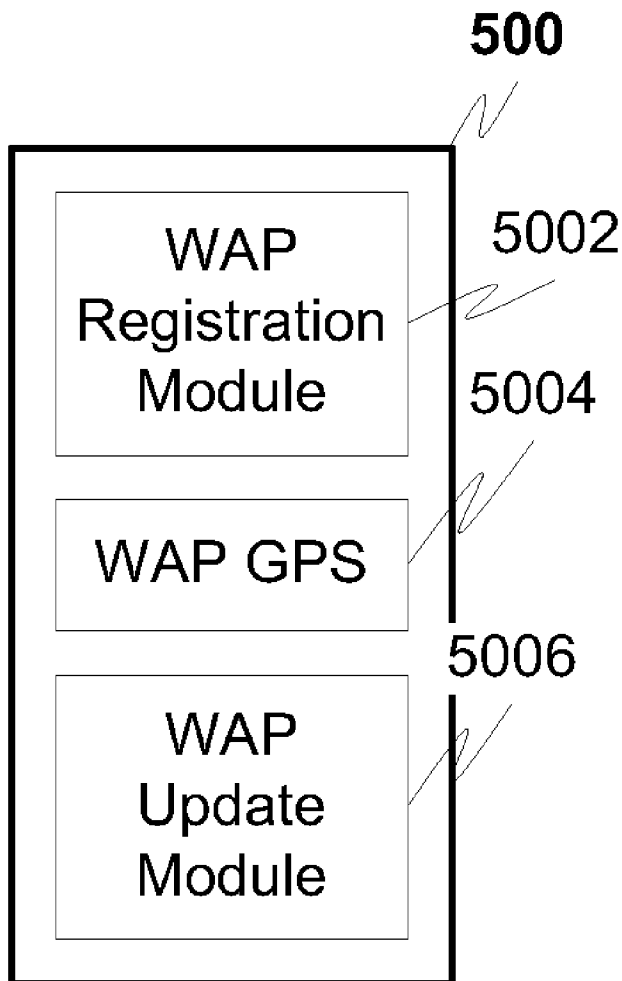 500
WAP
Registration
Module
5002
WAP GPS
5004
WAP
Update
Module
5006